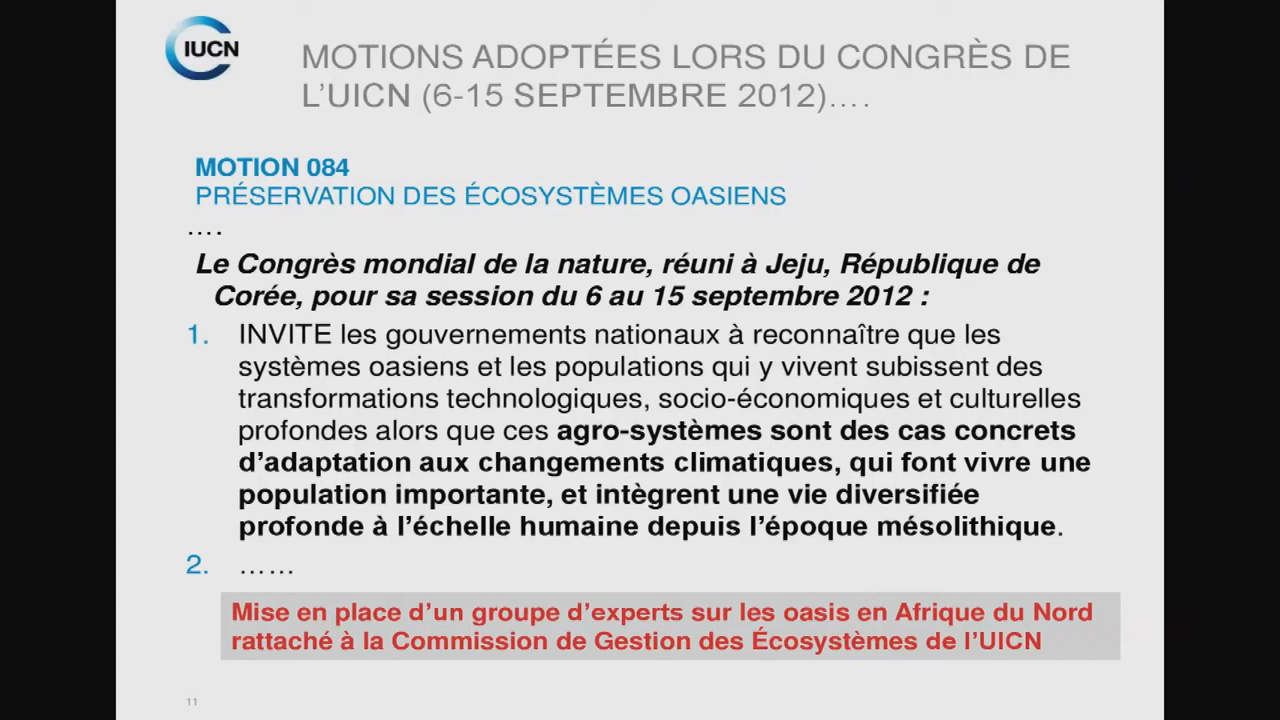 IUCN
MOTIONS ADOPTÉES LORS DU CONGRÈS DE
L’UICN (6-15 SEPTEMBRE 2012)….
MOTION 084
PRÉSERVATION DES ÉCOSYSTÈMES OASIENS
….
Le Congrès mondial de la nature, réuni à Jeju, République de
Corée, pour sa session du 6 au 15 septembre 2012 :
1. INVITE les gouvernements nationaux à reconnaître que les
systèmes oasiens et les populations qui y vivent subissent des
transformations technologiques, socio-économiques et culturelles
profondes alors que ces agro-systèmes sont des cas concrets
d’adaptation aux changements climatiques, qui font vivre une
population importante, et intègrent une vie diversifiée
profonde à l’échelle humaine depuis l’époque mésolithique.
2. ……
Mise en place d’un groupe d’experts sur les oasis en Afrique du Nord
rattaché à la Commission de Gestion des Écosystèmes de l’UICN
11